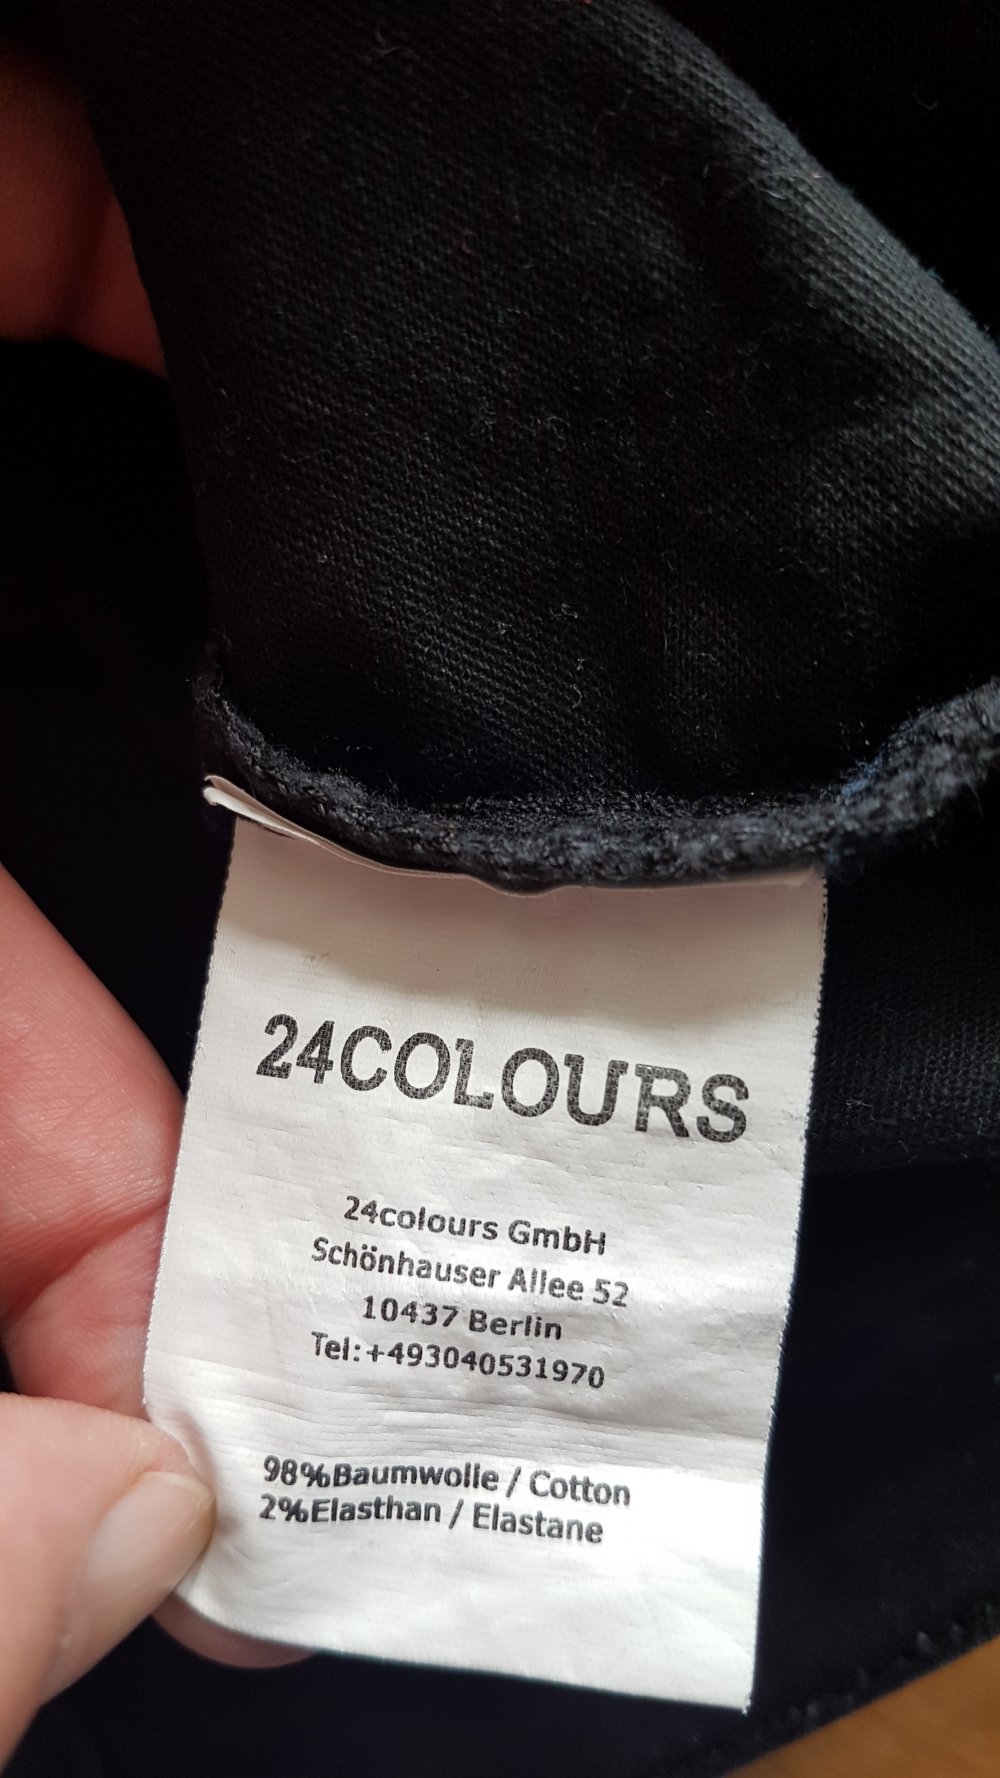 24COLOURS
24colours GmbH
Schönhauser Allee 52
10437 Berlin
Tel:+493040531970
98%Baumwolle / Cotton
2%Elasthan / Elastane